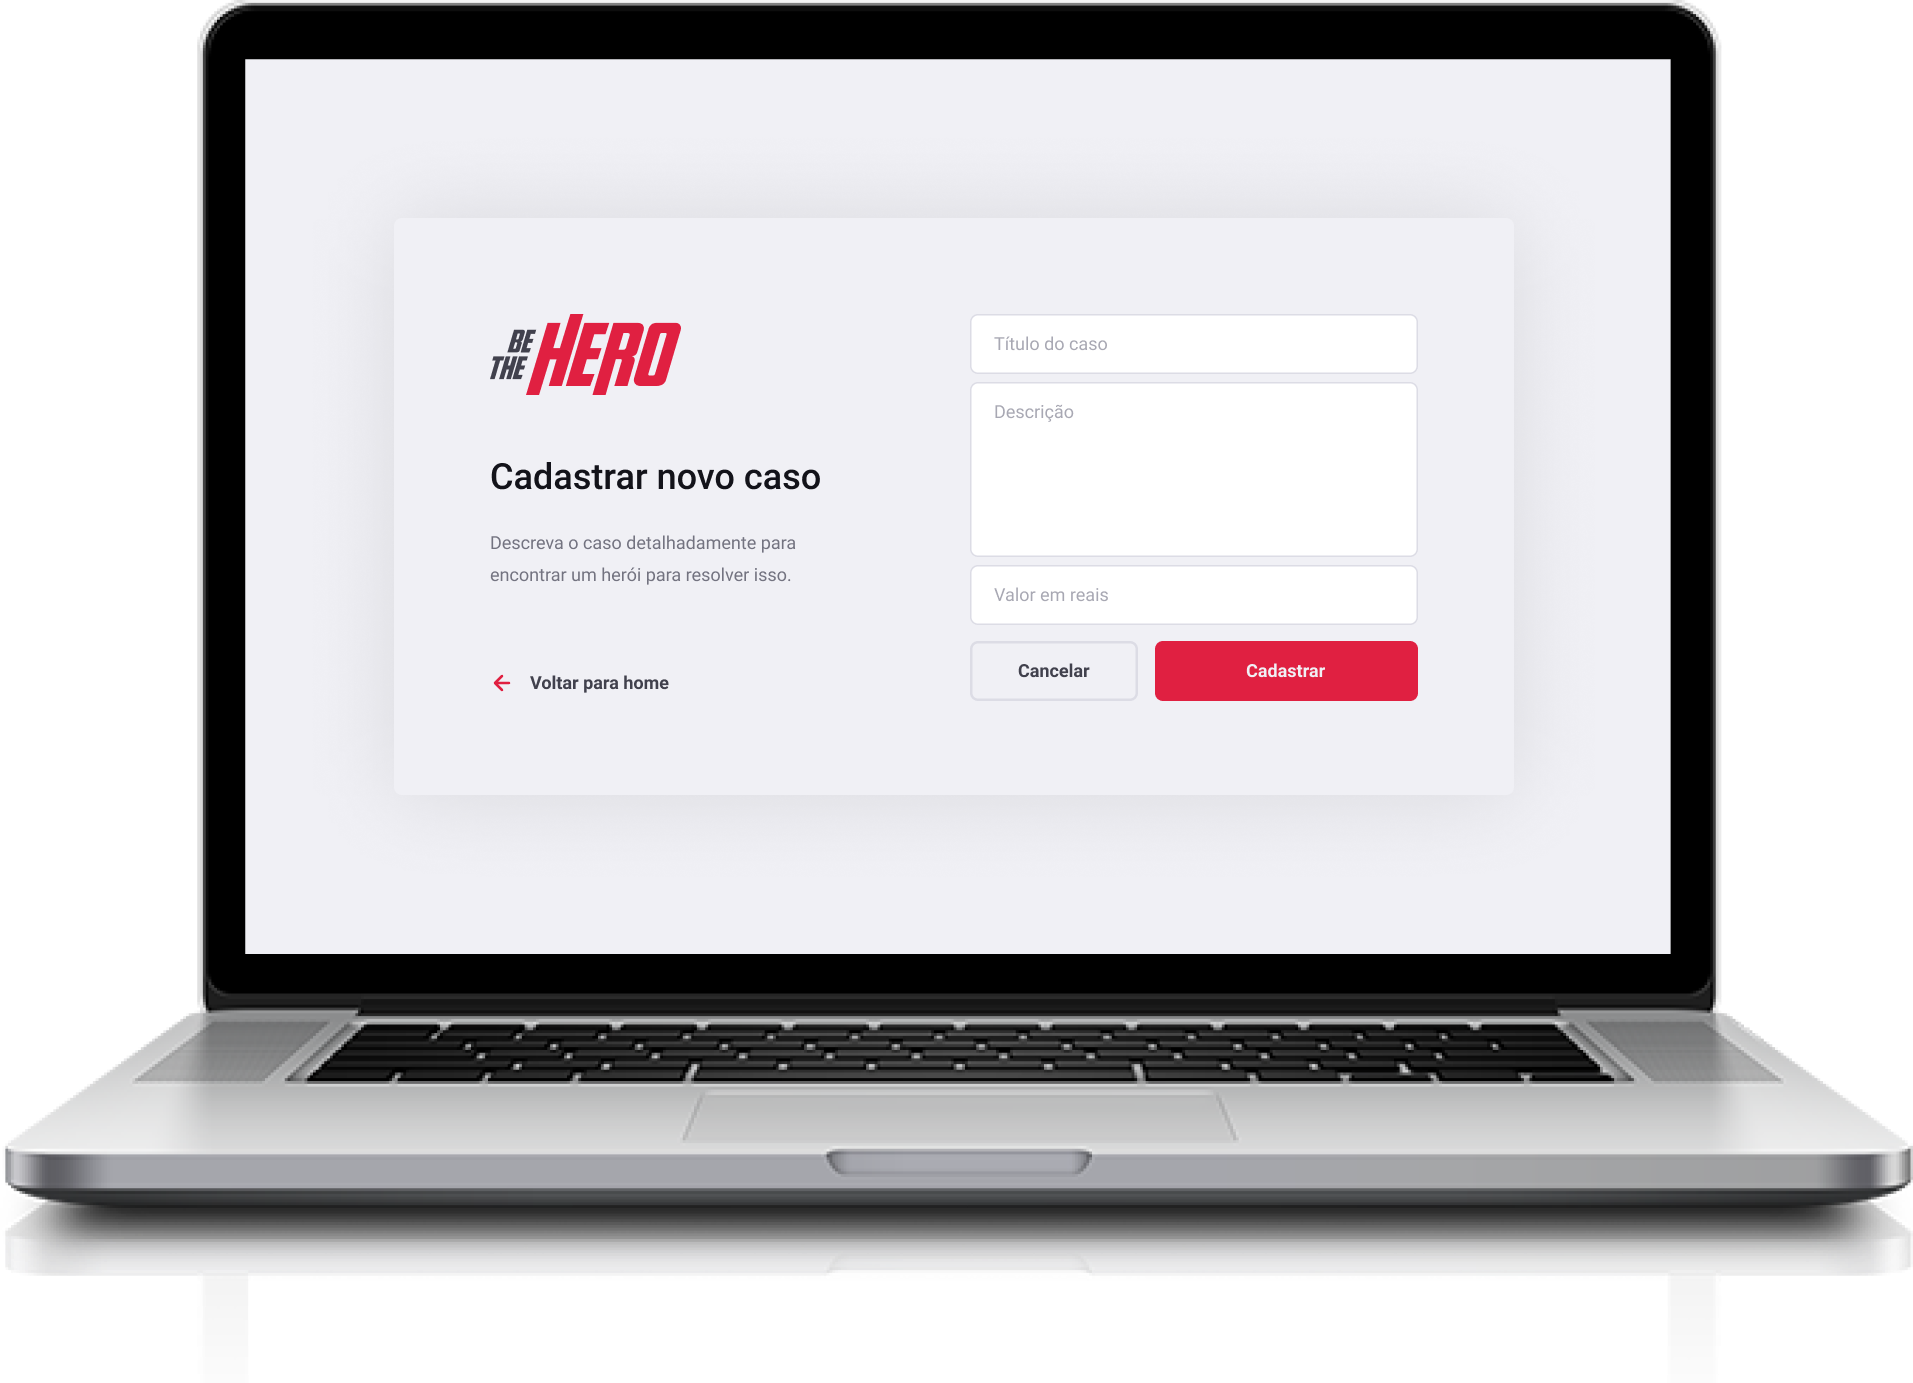 BE
THE
HERO
Cadastrar novo caso
Descreva o caso detalhadamente para
encontrar um herói para resolver isso.
Voltar para home
Título do caso
Descrição
Valor em reais
Cancelar
Cadastrar